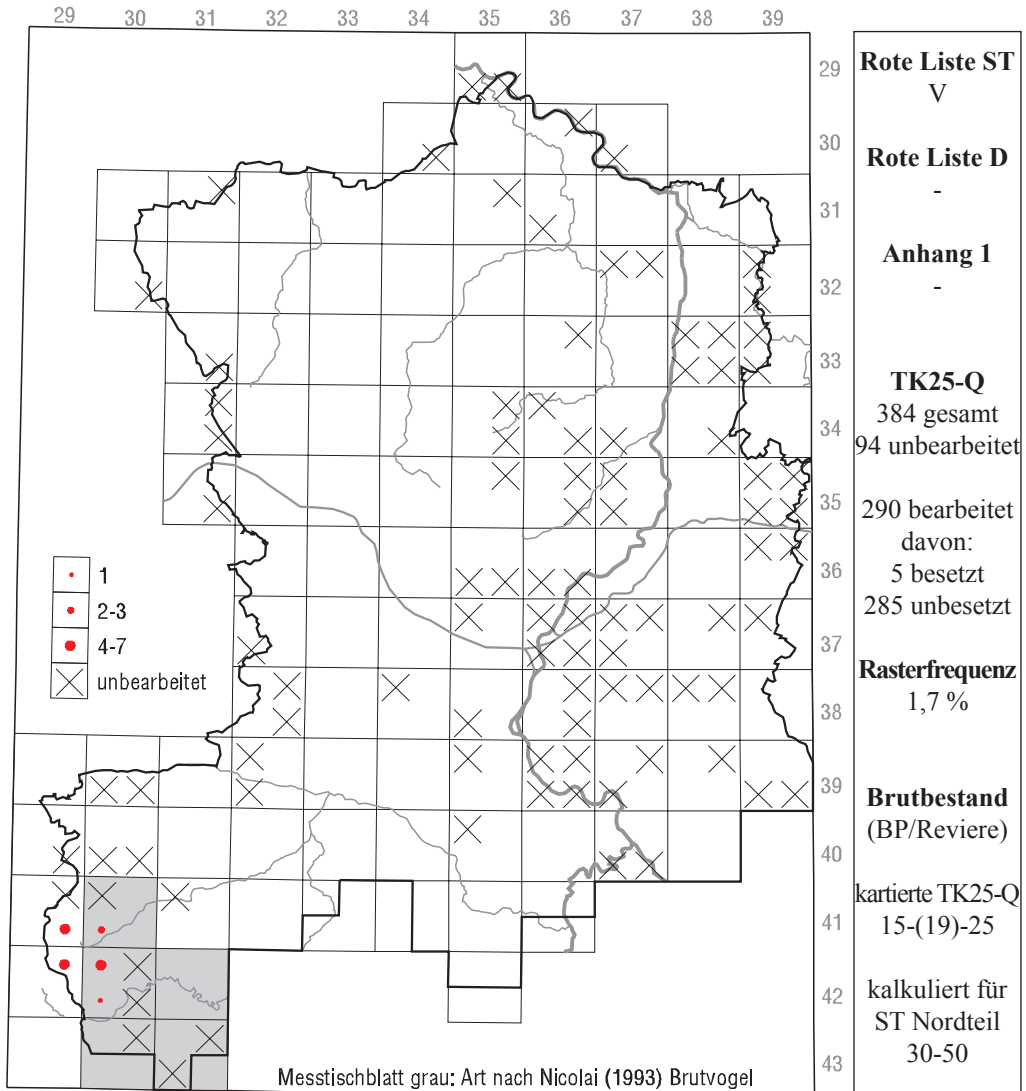 29 30 31 32 33 34 35 36 37 38 39
29
30
31
32
33
34
35
36
37
38
39
40
41
42
43
1
2-3
4-7
unbearbeitet
Messtischblatt grau: Art nach Nicolai (1993) Brutvogel
Rote Liste ST
V
Rote Liste D
-
Anhang 1
-
TK25-Q
384 gesamt
94 unbearbeitet
290 bearbeitet
davon:
5 besetzt
285 unbesetzt
Rasterfrequenz
1,7 %
Brutbestand
(BP/Reviere)
kartierte TK25-Q
15-(19)-25
kalkuliert für
ST Nordteil
30-50